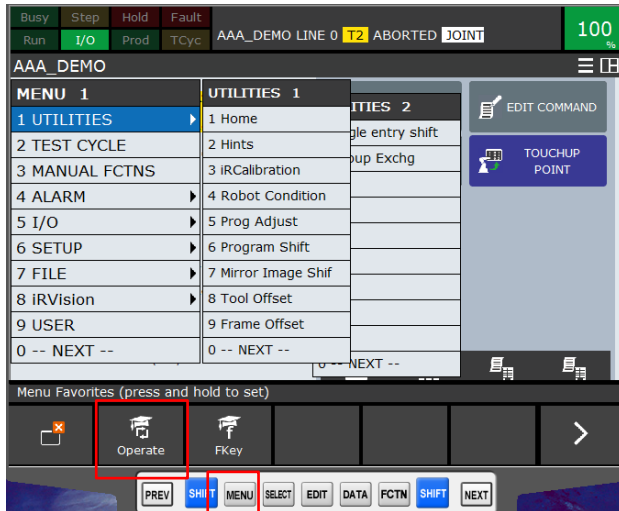 Busy Step Hold Fault
Run I/O Prod TCyc
AAA_DEMO LINE 0 T2 ABORTED JOINT
100
%
AAA_DEMO
MENU 1
1 UTILITIES
2 TEST CYCLE
3 MANUAL FCTNS
4 ALARM
5 I/O
6 SETUP
7 FILE
8 iRVision
9 USER
0 -- NEXT --
UTILITIES 1
1 Home
2 Hints
3 iRCalibration
4 Robot Condition
5 Prog Adjust
6 Program Shift
7 Mirror Image Shif
8 Tool Offset
9 Frame Offset
0 -- NEXT --
ITIES 2
gle entry shift
oup Exchg
0 -- NEXT --
EDIT COMMAND
TOUCHUP
POINT
Menu Favorites (press and hold to set)
Operate
FKey
PREV SHIFT MENU SELECT EDIT DATA FCTN SHIFT NEXT